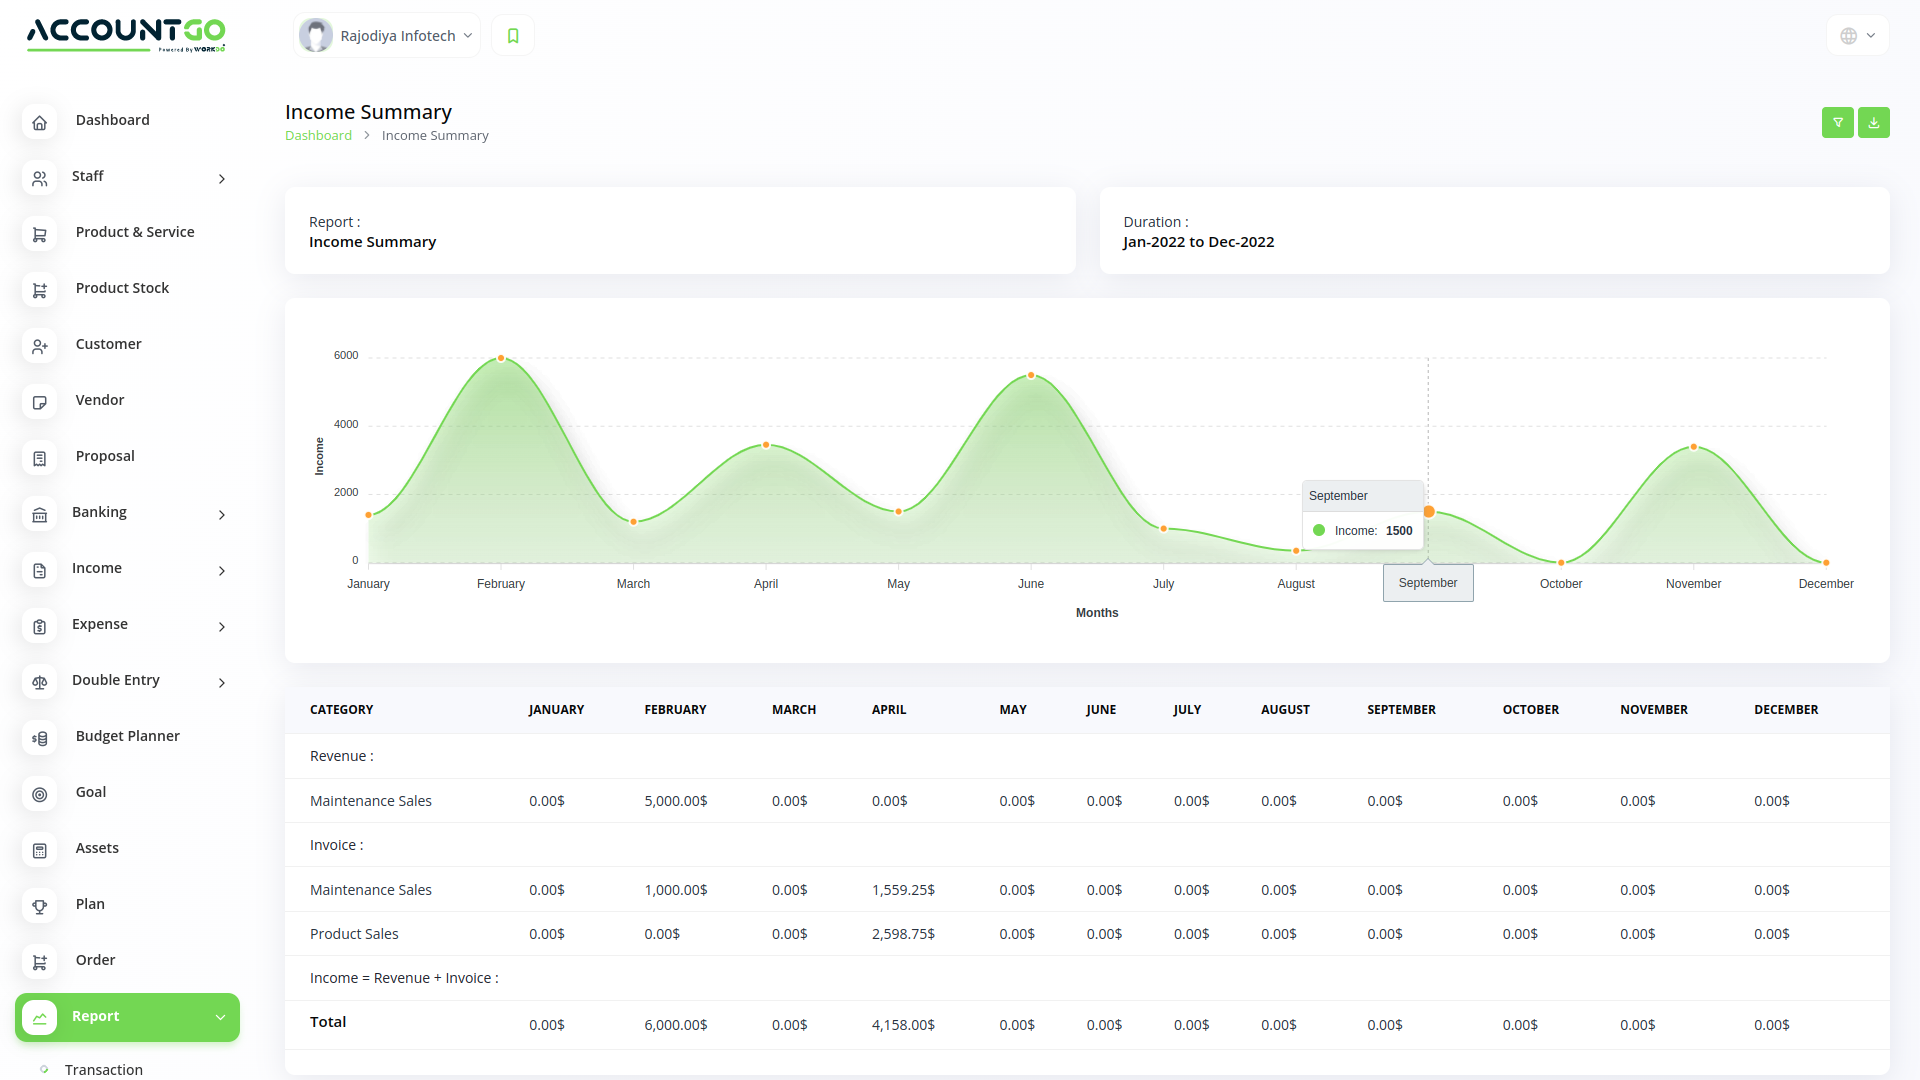 ACCOUNTGO
Powered By WORKDO
Rajodiya Infotech
Dashboard
Staff
Product & Service
Product Stock
Customer
Vendor
Proposal
Banking
Income
Expense
Double Entry
Budget Planner
Goal
Assets
Plan
Order
Report
Transaction
Income Summary
Dashboard > Income Summary
Report :
Income Summary
Duration :
Jan-2022 to Dec-2022
6000
4000
2000
0
Income
September
Income: 1500
January February March April May June July August September October November December
Months
CATEGORY JANUARY FEBRUARY MARCH APRIL MAY JUNE JULY AUGUST SEPTEMBER OCTOBER NOVEMBER DECEMBER
Revenue :
Maintenance Sales 0.00$ 5,000.00$ 0.00$ 0.00$ 0.00$ 0.00$ 0.00$ 0.00$ 0.00$ 0.00$ 0.00$ 0.00$
Invoice :
Maintenance Sales 0.00$ 1,000.00$ 0.00$ 1,559.25$ 0.00$ 0.00$ 0.00$ 0.00$ 0.00$ 0.00$ 0.00$ 0.00$
Product Sales 0.00$ 0.00$ 0.00$ 2,598.75$ 0.00$ 0.00$ 0.00$ 0.00$ 0.00$ 0.00$ 0.00$ 0.00$
Income = Revenue + Invoice :
Total 0.00$ 6,000.00$ 0.00$ 4,158.00$ 0.00$ 0.00$ 0.00$ 0.00$ 0.00$ 0.00$ 0.00$ 0.00$